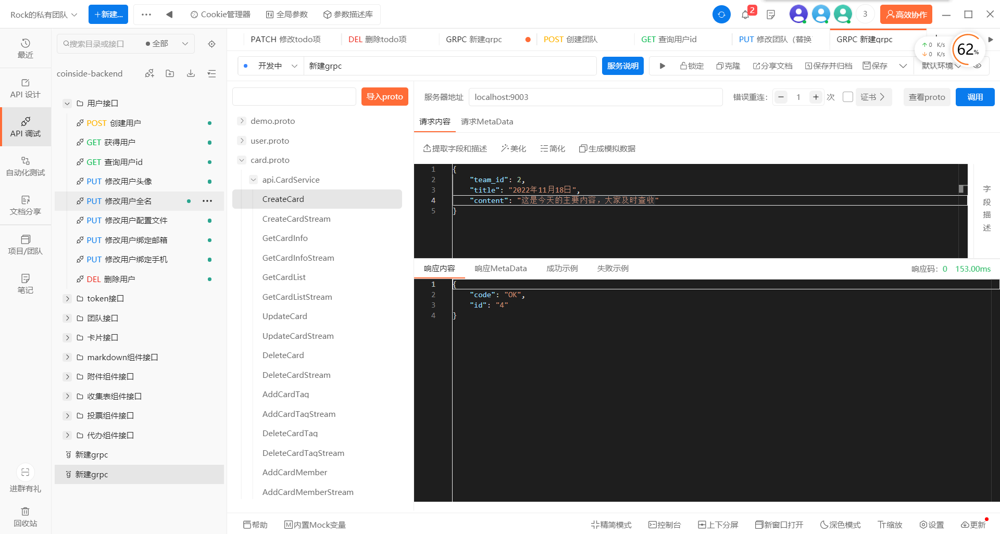 Rock的私有团队
+新建...
Cookie管理器
全局参数
参数描述库
2
3
高效协作
最近
API 设计
API 调试
自动化测试
文档分享
项目/团队
笔记
进群有礼
回收站
搜索目录或接口
全部
coinside-backend
用户接口
POST 创建用户
GET 获得用户
GET 查询用户id
PUT 修改用户头像
PUT 修改用户全名
PUT 修改用户配置文件
PUT 修改用户绑定邮箱
PUT 修改用户绑定手机
DEL 删除用户
token接口
团队接口
卡片接口
markdown组件接口
附件组件接口
收集表组件接口
投票组件接口
代办组件接口
新建grpc
新建grpc
PATCH 修改todo项
DEL 删除todo项
GRPC 新建grpc
POST 创建团队
GET 查询用户id
PUT 修改团队（替换
GRPC 新建grpc
0 K/s
0 K/s
62%
开发中
新建grpc
服务说明
锁定
克隆
分享文档
保存并归档
保存
默认环境
导入proto
demo.proto
user.proto
card.proto
api.CardService
CreateCard
CreateCardStream
GetCardInfo
GetCardInfoStream
GetCardList
GetCardListStream
UpdateCard
UpdateCardStream
DeleteCard
DeleteCardStream
AddCardTag
AddCardTagStream
DeleteCardTag
DeleteCardTagStream
AddCardMember
AddCardMemberStream
服务器地址
localhost:9003
错误重连：
1
次
证书
查看proto
调用
请求内容
请求MetaData
提取字段和描述
美化
简化
生成模拟数据
1 {
2 "team_id": 2,
3 "title": "2022年11月18日",
4 "content": "这是今天的主要内容，大家及时查收"
5 }
字段描述
响应内容
响应MetaData
成功示例
失败示例
响应码：0 153.00ms
1 {
2 "code": "OK",
3 "id": "4"
4 }
帮助
内置Mock变量
精简模式
控制台
上下分屏
新窗口打开
深色模式
缩放
设置
更新